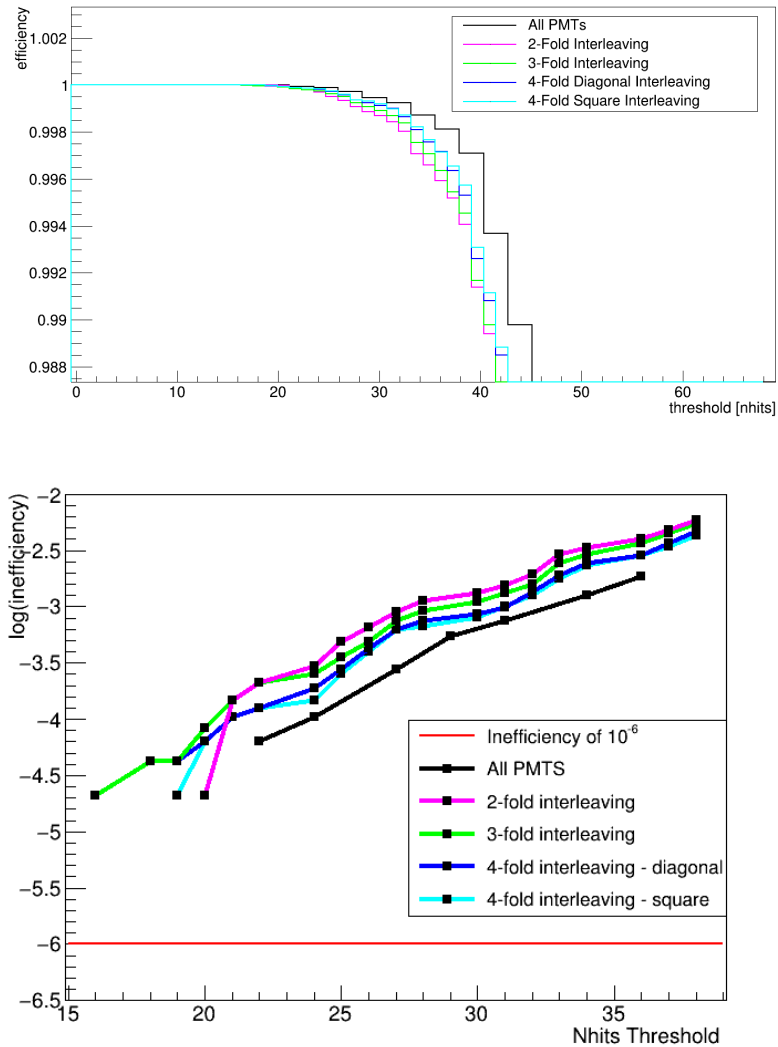 efficiency
1.002
1
0.998
0.996
0.994
0.992
0.99
0.988
All PMTs
2-Fold Interleaving
3-Fold Interleaving
4-Fold Diagonal Interleaving
4-Fold Square Interleaving
0 10 20 30 40 50 60
threshold [nhits]
log(inefficiency)
−2
−2.5
−3
−3.5
−4
−4.5
−5
−5.5
−6
−6.5
Inefficiency of 10-6
All PMTS
2-fold interleaving
3-fold interleaving
4-fold interleaving - diagonal
4-fold interleaving - square
15 20 25 30 35
Nhits Threshold